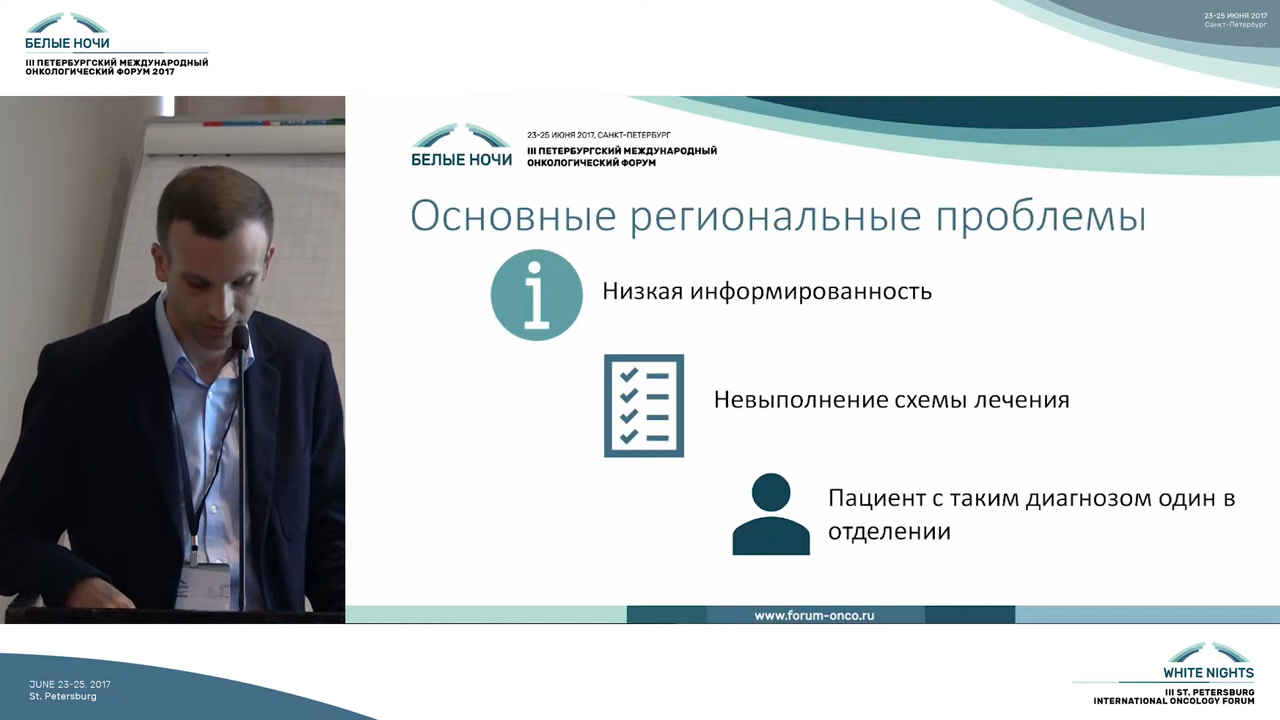 БЕЛЫЕ НОЧИ
III ПЕТЕРБУРГСКИЙ МЕЖДУНАРОДНЫЙ
ОНКОЛОГИЧЕСКИЙ ФОРУМ 2017
23-25 ИЮНЯ 2017
Санкт-Петербург
БЕЛЫЕ НОЧИ
23-25 ИЮНЯ 2017, САНКТ-ПЕТЕРБУРГ
III ПЕТЕРБУРГСКИЙ МЕЖДУНАРОДНЫЙ
ОНКОЛОГИЧЕСКИЙ ФОРУМ
Основные региональные проблемы
Низкая информированность
Невыполнение схемы лечения
Пациент с таким диагнозом один в
отделении
www.forum-onco.ru
JUNE 23-25, 2017
St. Petersburg
WHITE NIGHTS
III ST. PETERSBURG
INTERNATIONAL ONCOLOGY FORUM